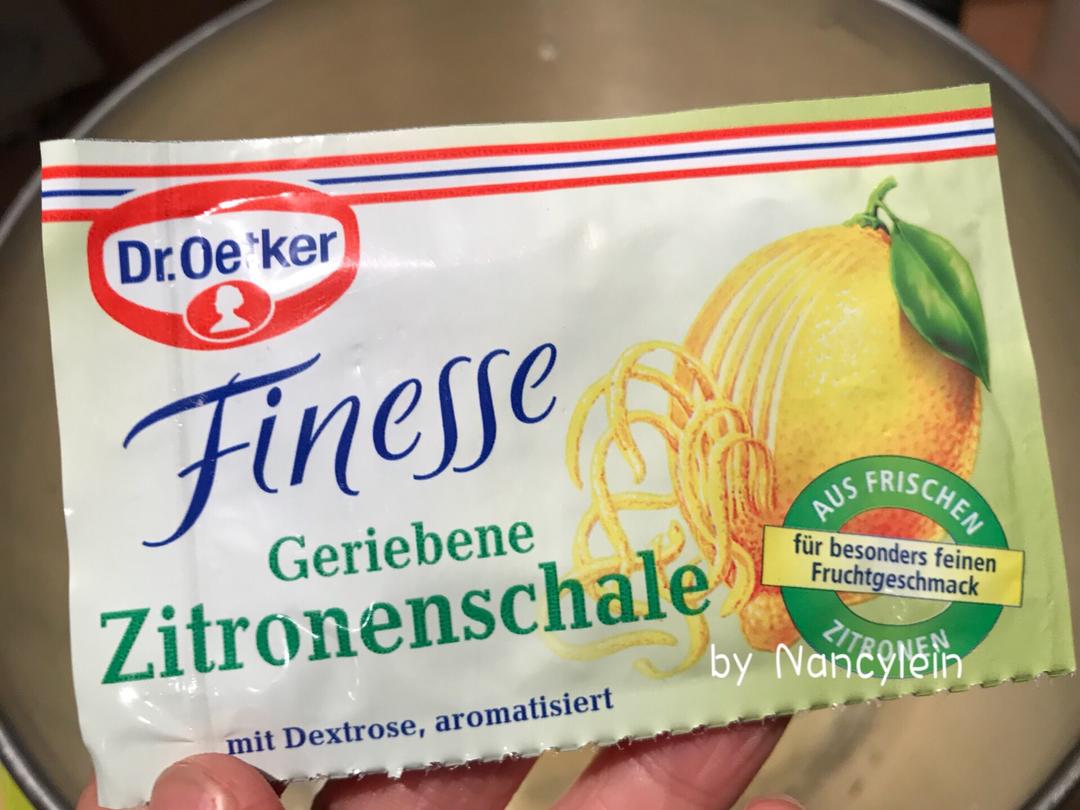 Dr.Oetker
Finesse
Geriebene
Zitronenschale
mit Dextrose, aromatisiert
AUS FRISCHEN
für besonders feinen
Fruchtgeschmack
ZITRONEN
by Nancylein